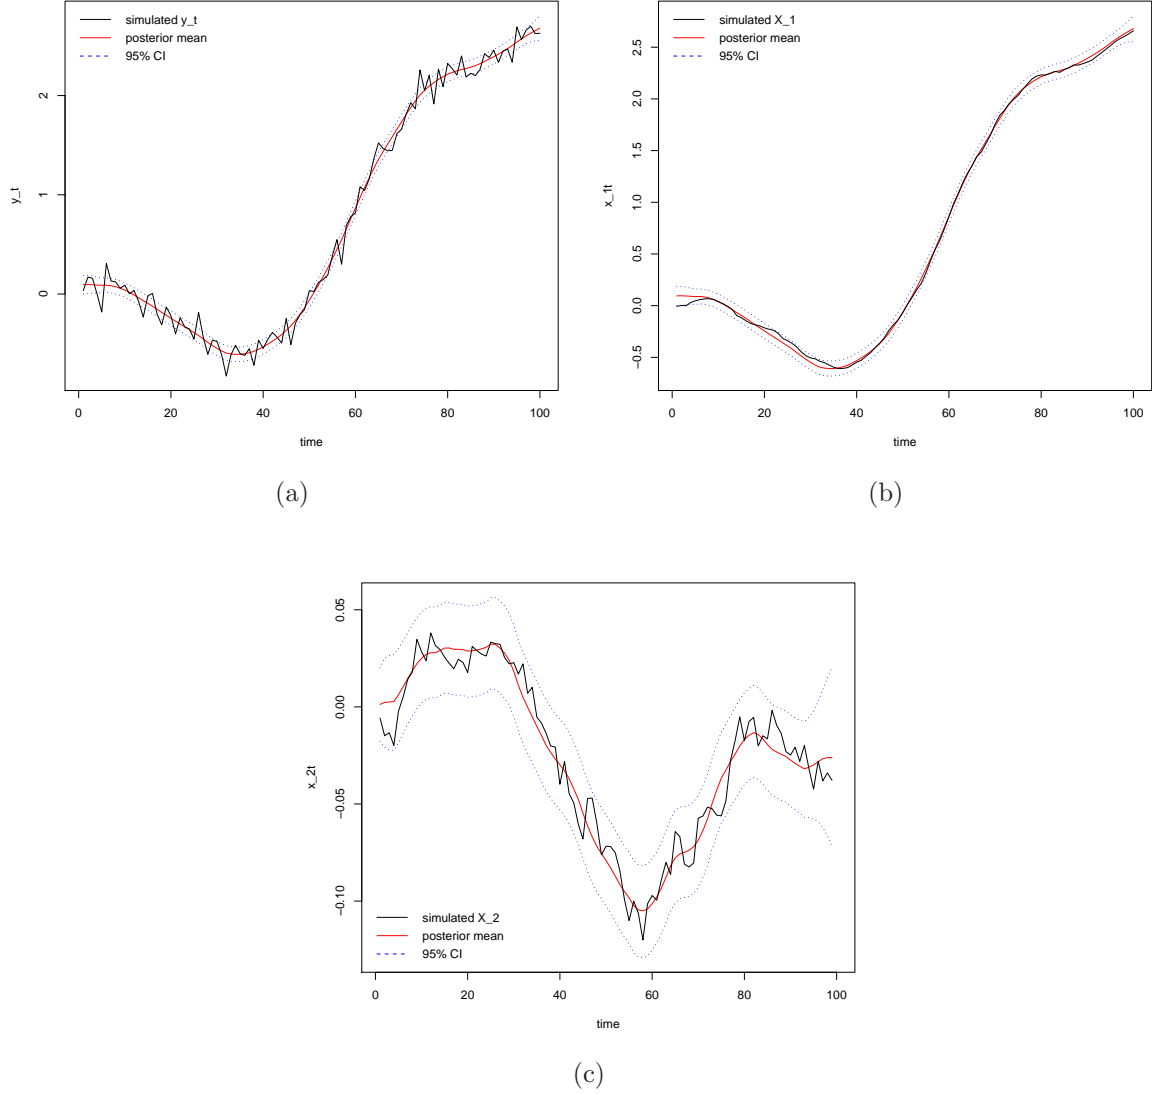 simulated y_t
posterior mean
95% CI
y_t
0
1
2
0
20
40
60
80
100
time
(a)
simulated X_1
posterior mean
95% CI
x_1t
−0.5
0.0
0.5
1.0
1.5
2.0
2.5
0
20
40
60
80
100
time
(b)
x_2t
−0.10
−0.05
0.00
0.05
simulated X_2
posterior mean
95% CI
0
20
40
60
80
100
time
(c)